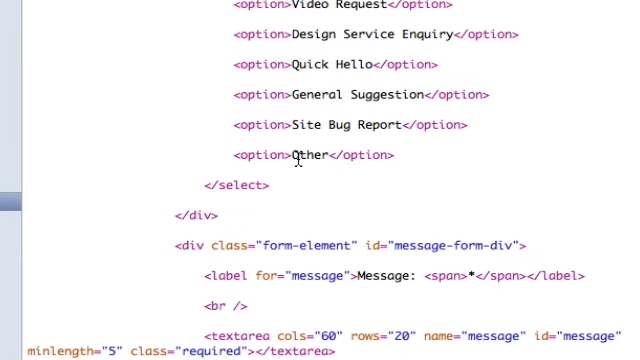 <option>Video Request</option>
<option>Design Service Enquiry</option>
<option>Quick Hello</option>
<option>General Suggestion</option>
<option>Site Bug Report</option>
<option>Other</option>
</select>
</div>
<div class="form-element" id="message-form-div">
<label for="message">Message: <span>*</span></label>
<br />
<textarea cols="60" rows="20" name="message" id="message"
minlength="5" class="required"></textarea>